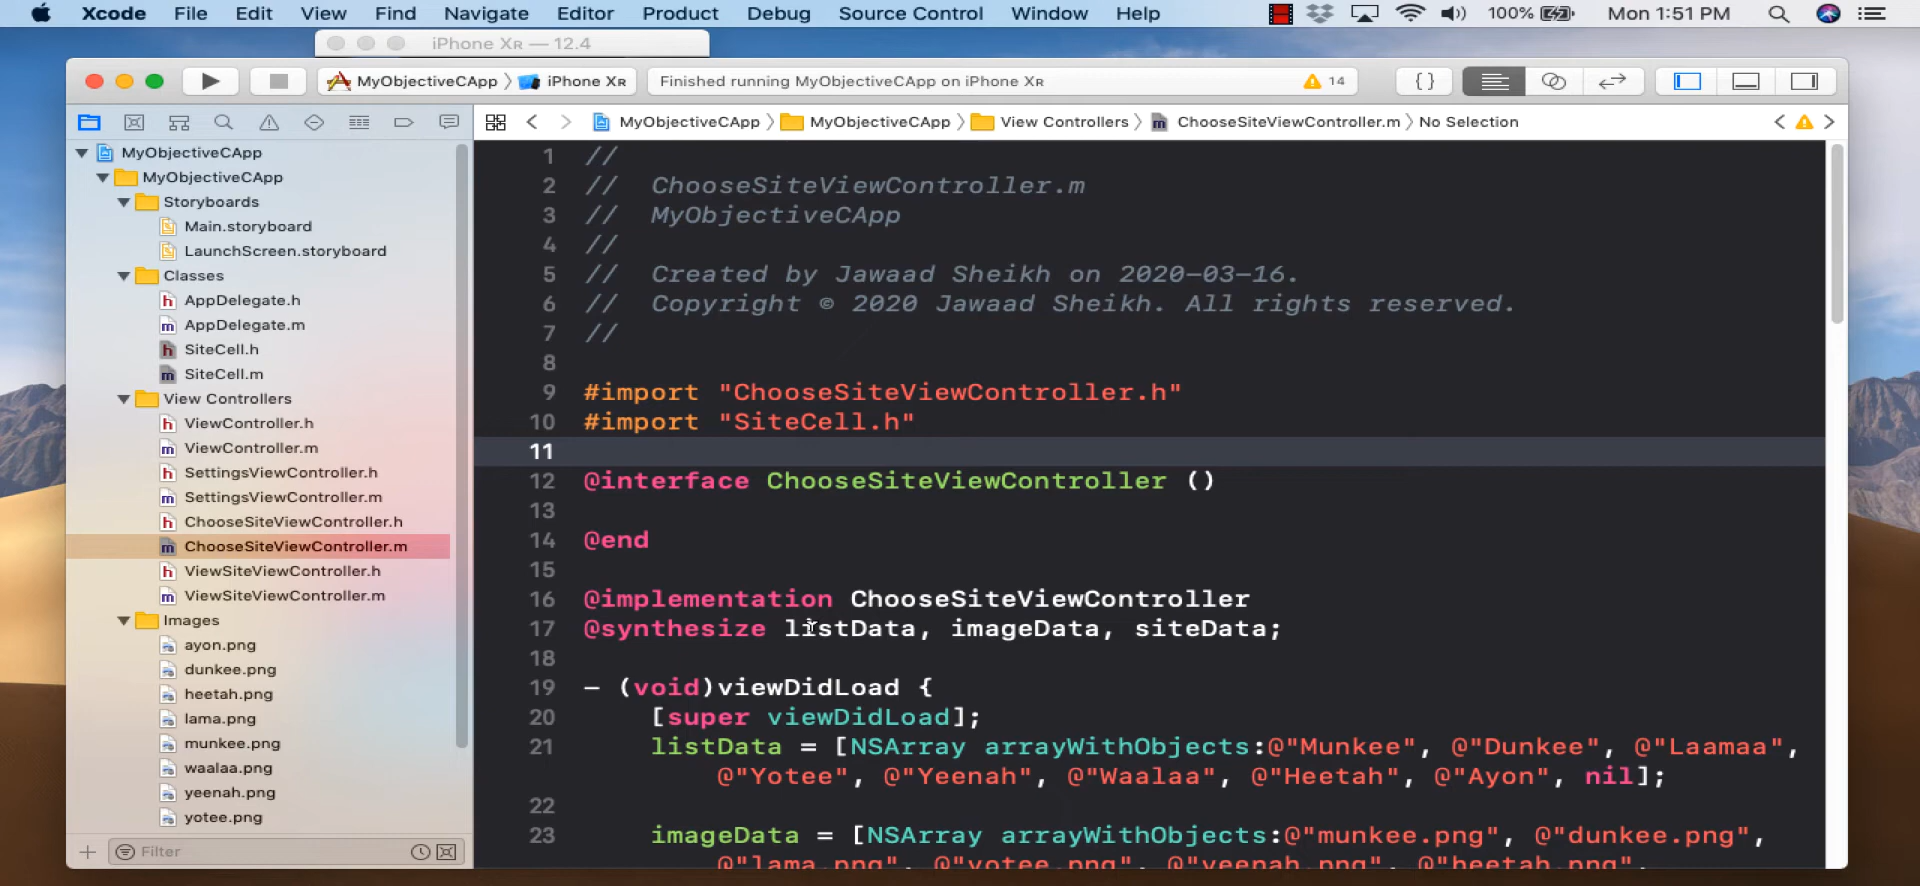 Xcode File Edit View Find Navigate Editor Product Debug Source Control Window Help 100% Mon 1:51 PM
iPhone XR — 12.4
MyObjectiveCApp iPhone XR Finished running MyObjectiveCApp on iPhone XR 14 { }
MyObjectiveCApp MyObjectiveCApp View Controllers m ChooseSiteViewController.m No Selection
MyObjectiveCApp
MyObjectiveCApp
Storyboards
Main.storyboard
LaunchScreen.storyboard
Classes
h AppDelegate.h
m AppDelegate.m
h SiteCell.h
m SiteCell.m
View Controllers
h ViewController.h
m ViewController.m
h SettingsViewController.h
m SettingsViewController.m
h ChooseSiteViewController.h
m ChooseSiteViewController.m
h ViewSiteViewController.h
m ViewSiteViewController.m
Images
ayon.png
dunkee.png
heetah.png
lama.png
munkee.png
waalaa.png
yeenah.png
yotee.png
Filter
1 //
2 //  ChooseSiteViewController.m
3 //  MyObjectiveCApp
4 //
5 //  Created by Jawaad Sheikh on 2020-03-16.
6 //  Copyright © 2020 Jawaad Sheikh. All rights reserved.
7 //
8
9 #import "ChooseSiteViewController.h"
10 #import "SiteCell.h"
11
12 @interface ChooseSiteViewController ()
13
14 @end
15
16 @implementation ChooseSiteViewController
17 @synthesize listData, imageData, siteData;
18
19 - (void)viewDidLoad {
20     [super viewDidLoad];
21     listData = [NSArray arrayWithObjects:@"Munkee", @"Dunkee", @"Laamaa",
@"Yotee", @"Yeenah", @"Waalaa", @"Heetah", @"Ayon", nil];
22
23     imageData = [NSArray arrayWithObjects:@"munkee.png", @"dunkee.png",
@"lama.png", @"yotee.png", @"yeenah.png", @"heetah.png",